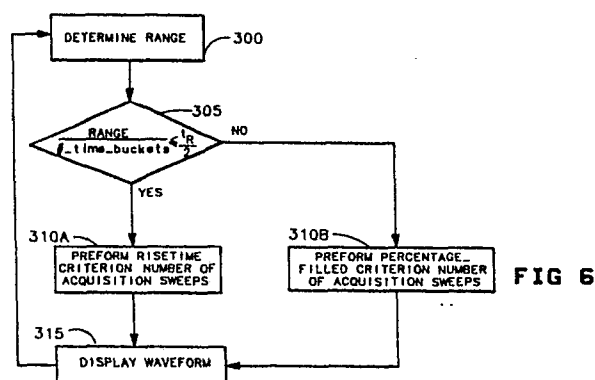 DETERMINE RANGE
300
305
RANGE
#_time_buckets
≤ tR
2
NO
YES
310A
PREFORM RISETIME
CRITERION NUMBER OF
ACQUISITION SWEEPS
310B
PREFORM PERCENTAGE_
FILLED CRITERION NUMBER
OF ACQUISITION SWEEPS
FIG 6
315
DISPLAY WAVEFORM